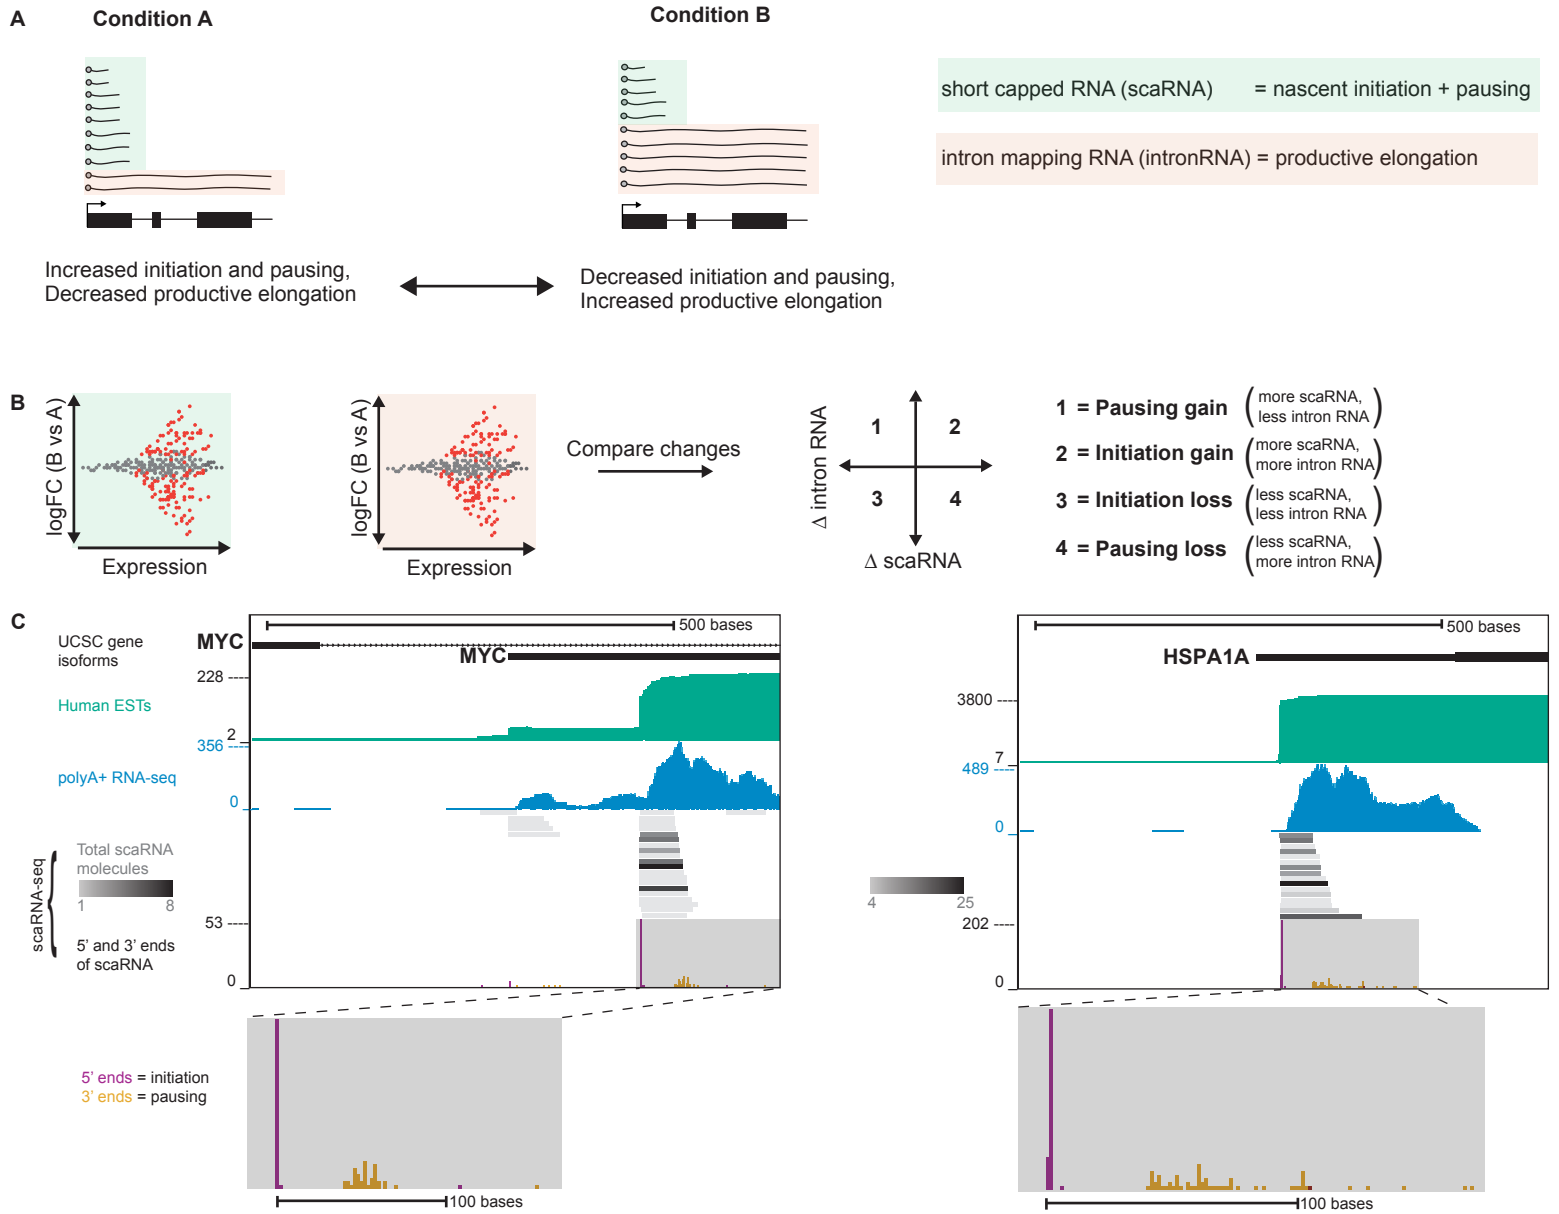 A
Condition A
Condition B
short capped RNA (scaRNA) = nascent initiation + pausing
intron mapping RNA (intronRNA) = productive elongation
Increased initiation and pausing,
Decreased productive elongation
Decreased initiation and pausing,
Increased productive elongation
B
logFC (B vs A)
Expression
logFC (B vs A)
Expression
Compare changes
Δ intron RNA
1 2
3 4
Δ scaRNA
1 = Pausing gain (more scaRNA, less intron RNA)
2 = Initiation gain (more scaRNA, more intron RNA)
3 = Initiation loss (less scaRNA, less intron RNA)
4 = Pausing loss (less scaRNA, more intron RNA)
C
UCSC gene
isoforms
Human ESTs
polyA+ RNA-seq
scaRNA-seq
Total scaRNA
molecules
1 8
5' and 3' ends
of scaRNA
500 bases
MYC
MYC
228
2
356
0
53
0
5' ends = initiation
3' ends = pausing
100 bases
4 25
500 bases
HSPA1A
3800
7
489
0
202
0
100 bases